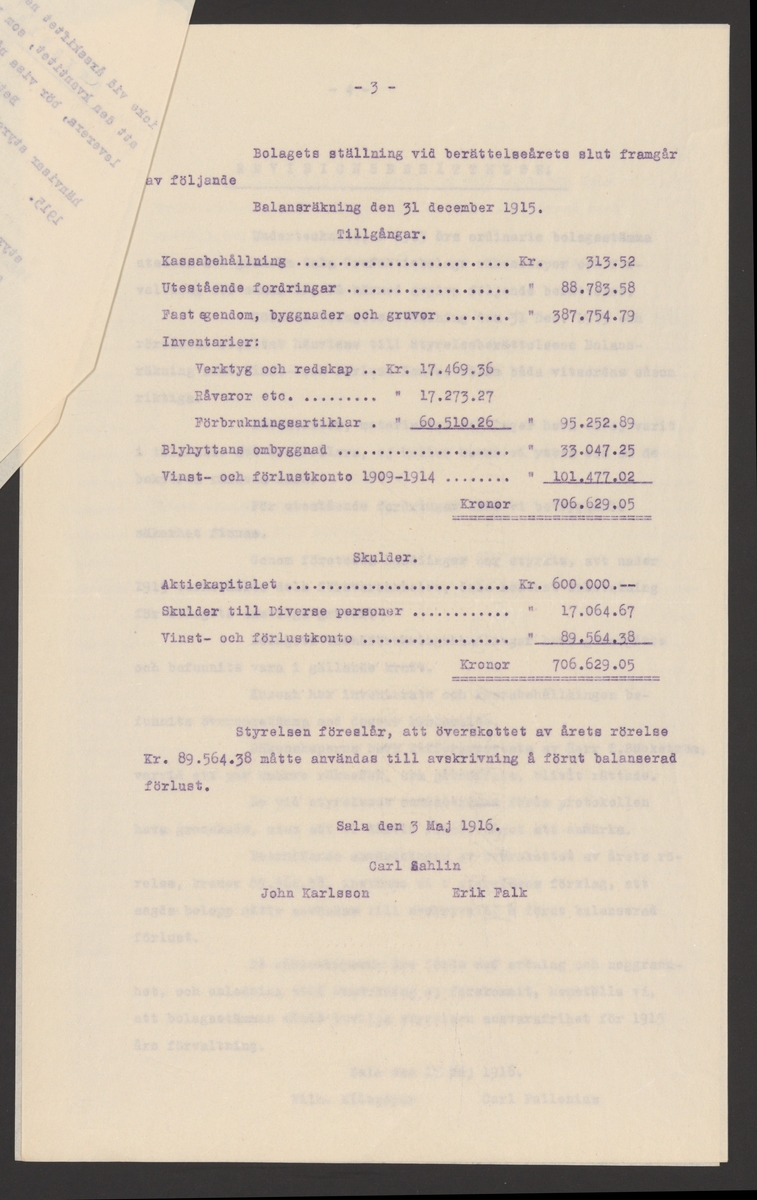 - 3 -
Bolagets ställning vid berättelseårets slut framgår
av följande
Balansräkning den 31 december 1915.
Tillgångar.
Kassabehållning .......................... Kr. 313.52
Utestående fordringar .................... " 88.783.58
Fast egendom, byggnader och gruvor ........ " 387.754.79
Inventarier:
Verktyg och redskap .. Kr. 17.469.36
Råvaror etc. ......... " 17.273.27
Förbrukningsartiklar . " 60.510.26 " 95.252.89
Blyhyttans ombyggnad ..................... " 33.047.25
Vinst- och förlustkonto 1909-1914 ........ " 101.477.02
Kronor 706.629.05
Skulder.
Aktiekapitalet ........................... Kr. 600.000.--
Skulder till Diverse personer ............ " 17.064.67
Vinst- och förlustkonto .................. " 89.564.38
Kronor 706.629.05
Styrelsen föreslår, att överskottet av årets rörelse
Kr. 89.564.38 måtte användas till avskrivning å förut balanserad
förlust.
Sala den 3 Maj 1916.
Carl Sahlin
John Karlsson Erik Falk